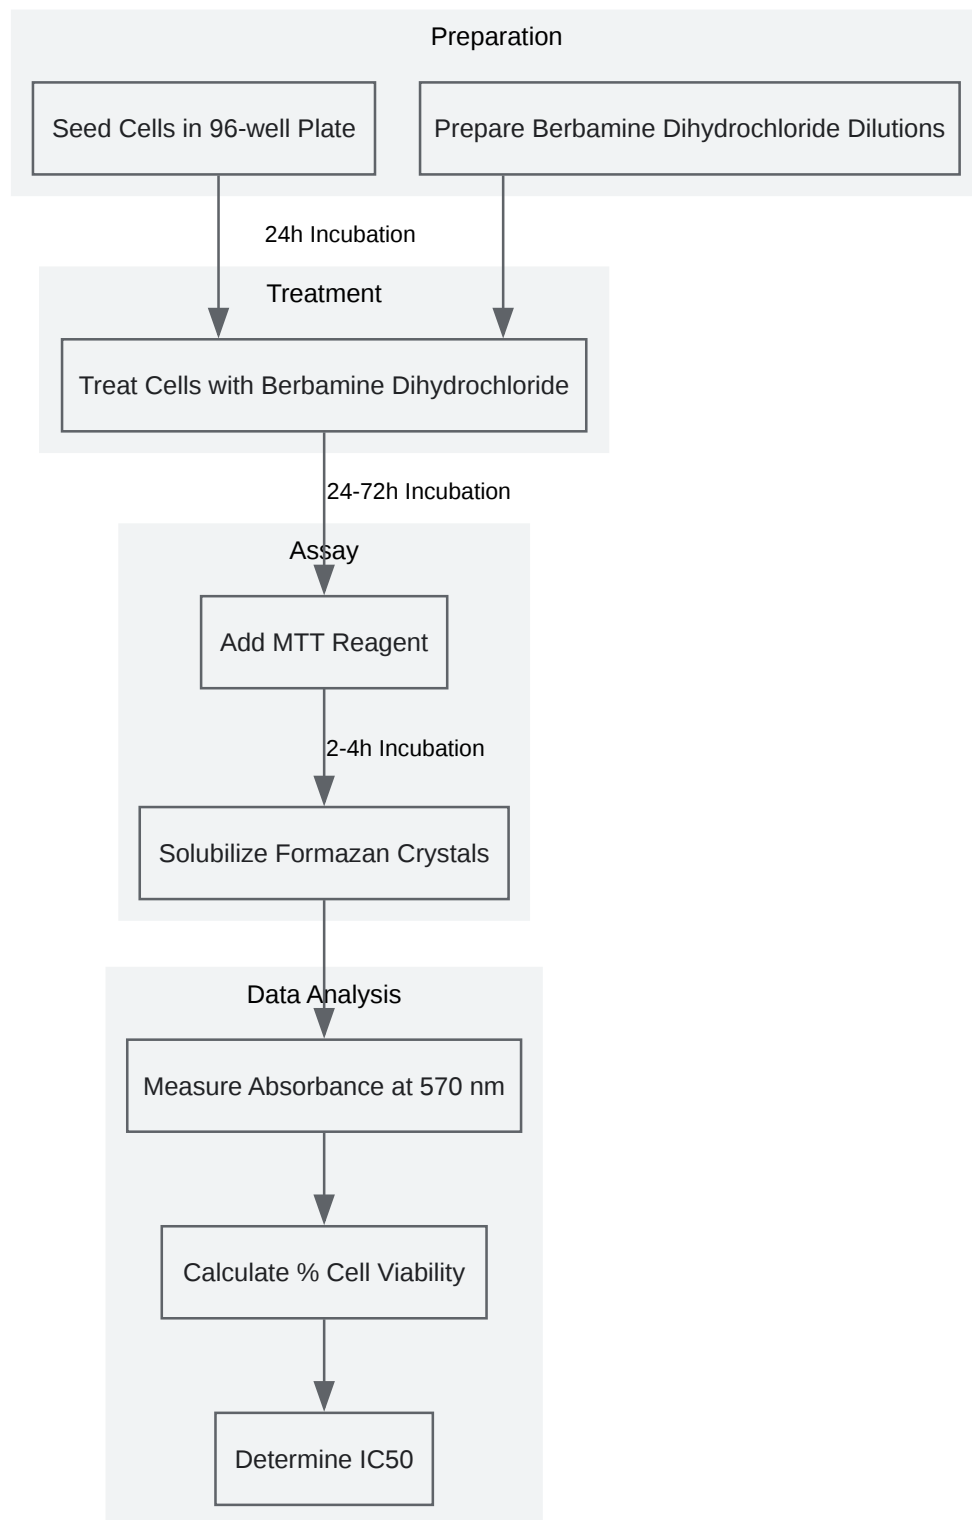 Preparation
Seed Cells in 96-well Plate
Prepare Berbamine Dihydrochloride Dilutions
24h Incubation
Treatment
Treat Cells with Berbamine Dihydrochloride
24-72h Incubation
Assay
Add MTT Reagent
2-4h Incubation
Solubilize Formazan Crystals
Data Analysis
Measure Absorbance at 570 nm
Calculate % Cell Viability
Determine IC50